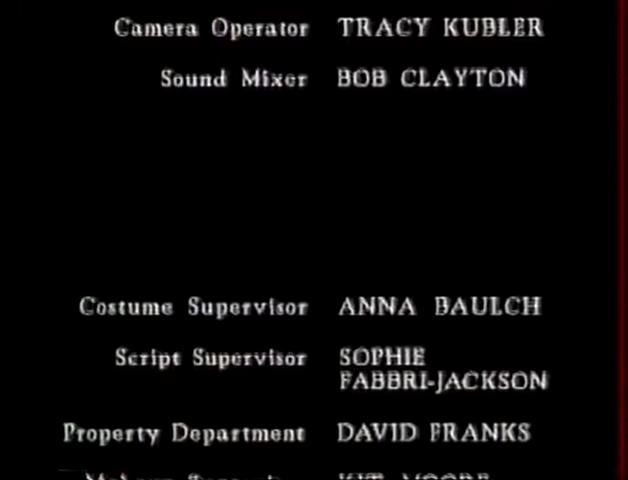 Camera Operator TRACY KUBLER
Sound Mixer BOB CLAYTON
Costume Supervisor ANNA BAULCH
Script Supervisor SOPHIE
FABBRI-JACKSON
Property Department DAVID FRANKS